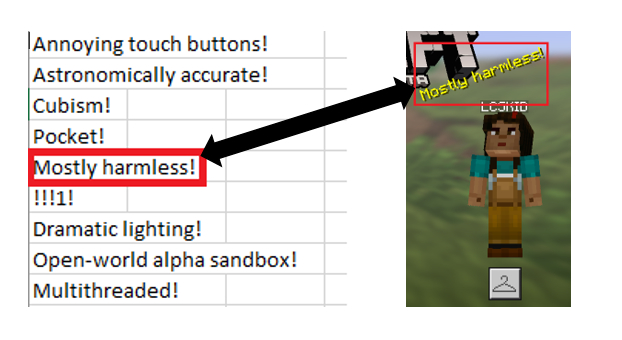 Annoying touch buttons!
Astronomically accurate!
Cubism!
Pocket!
Mostly harmless!
!!!1!
Dramatic lighting!
Open-world alpha sandbox!
Multithreaded!
Mostly harmless!